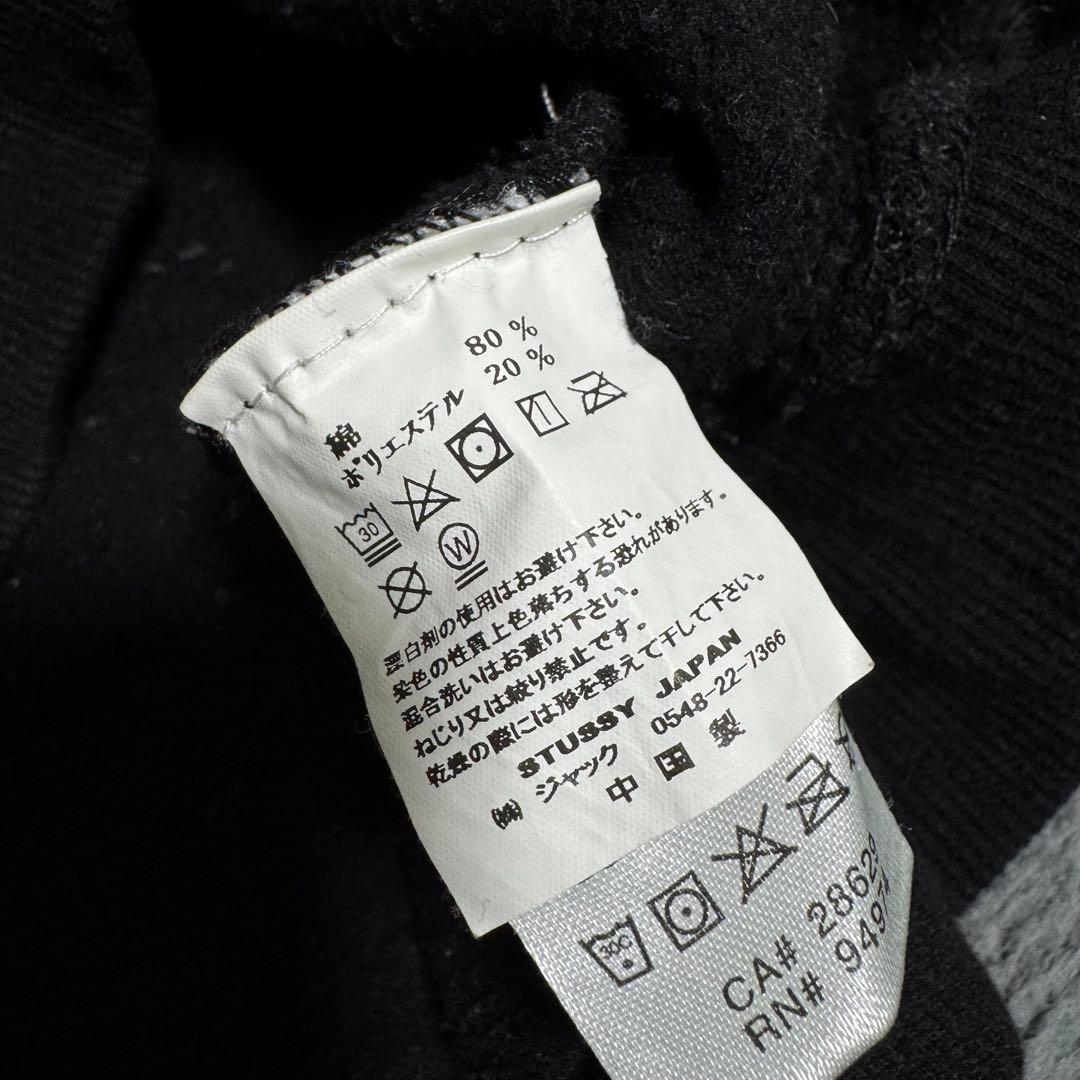 綿 80 %
ポリエステル 20 %
30
W
漂白剤の使用はお避け下さい。
染色の性質上色落ちする恐れがあります。
混合洗いはお避け下さい。
ねじり又は絞り禁止です。
乾燥の際には形を整えて干して下さい。
STUSSY JAPAN
㈱ ジャック 0548-22-7366
中国製
30C
CA# 28629
RN# 94974